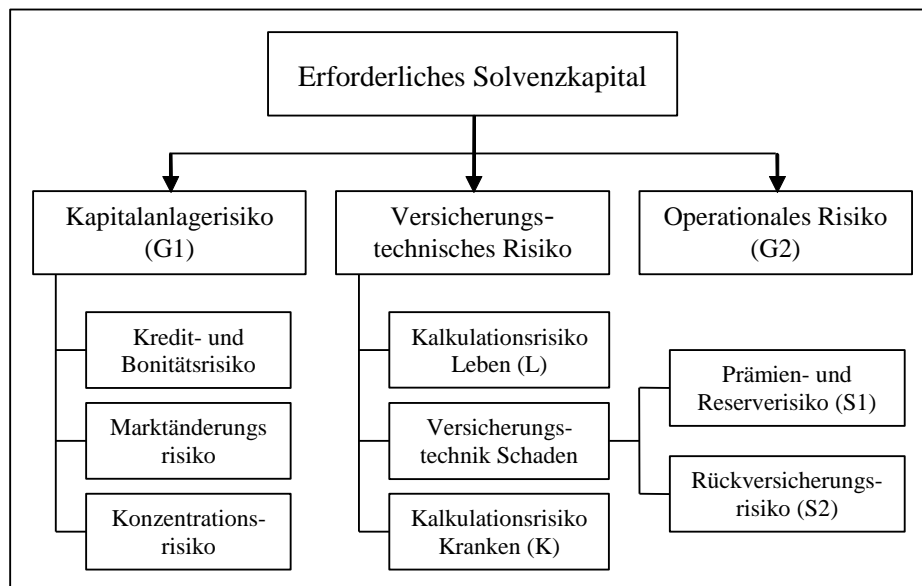 Erforderliches Solvenzkapital
Kapitalanlagerisiko
(G1)
Versicherungs-
technisches Risiko
Operationales Risiko
(G2)
Kredit- und
Bonitätsrisiko
Marktänderungs
risiko
Konzentrations-
risiko
Kalkulationsrisiko
Leben (L)
Versicherungs-
technik Schaden
Kalkulationsrisiko
Kranken (K)
Prämien- und
Reserverisiko (S1)
Rückversicherungs-
risiko (S2)